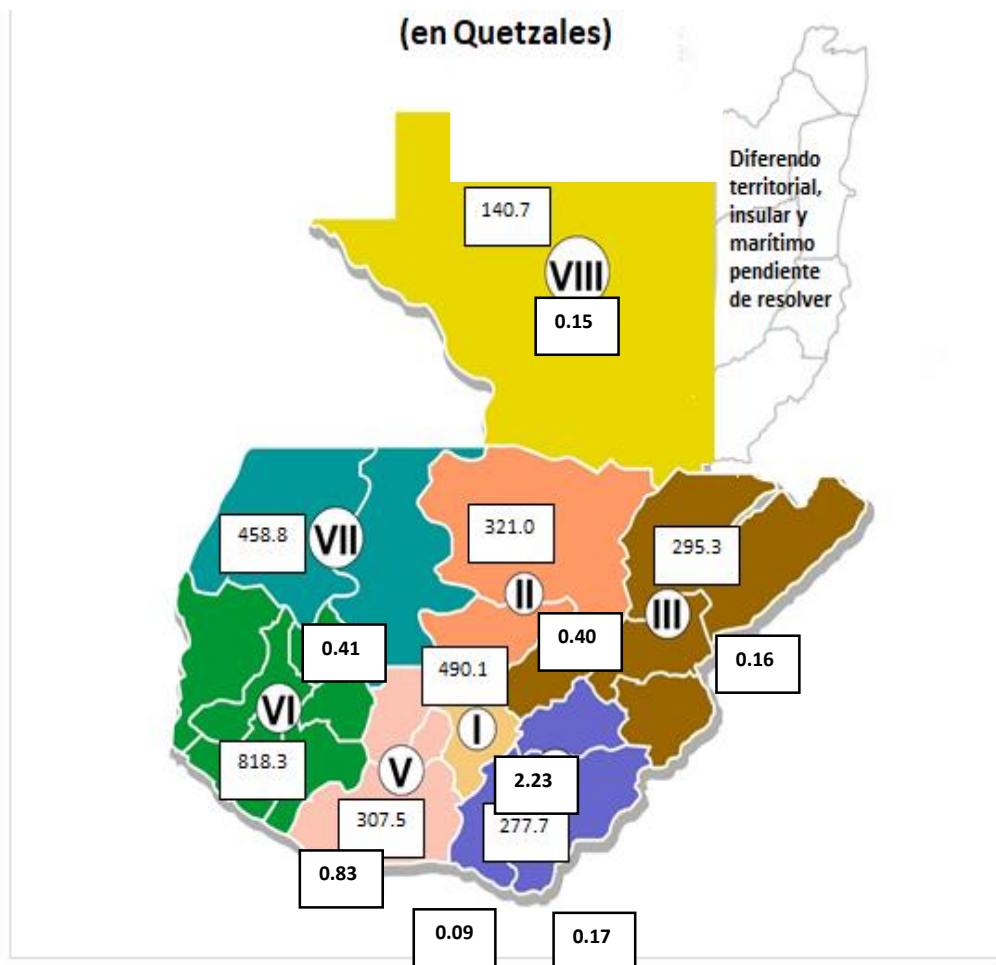 (en Quetzales)
Diferendo
territorial,
insular y
marítimo
pendiente
de resolver
140.7
VIII
0.15
458.8
VII
321.0
295.3
II
III
0.41
0.40
0.16
490.1
VI
I
818.3
V
2.23
307.5
277.7
0.83
0.09
0.17